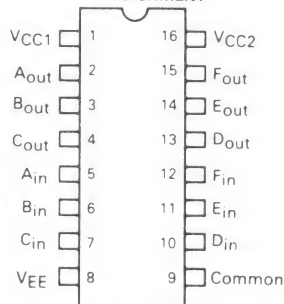 VCC1 1 16 VCC2
Aout 2 15 Fout
Bout 3 14 Eout
Cout 4 13 Dout
Ain 5 12 Fin
Bin 6 11 Ein
Cin 7 10 Din
VEE 8 9 Common